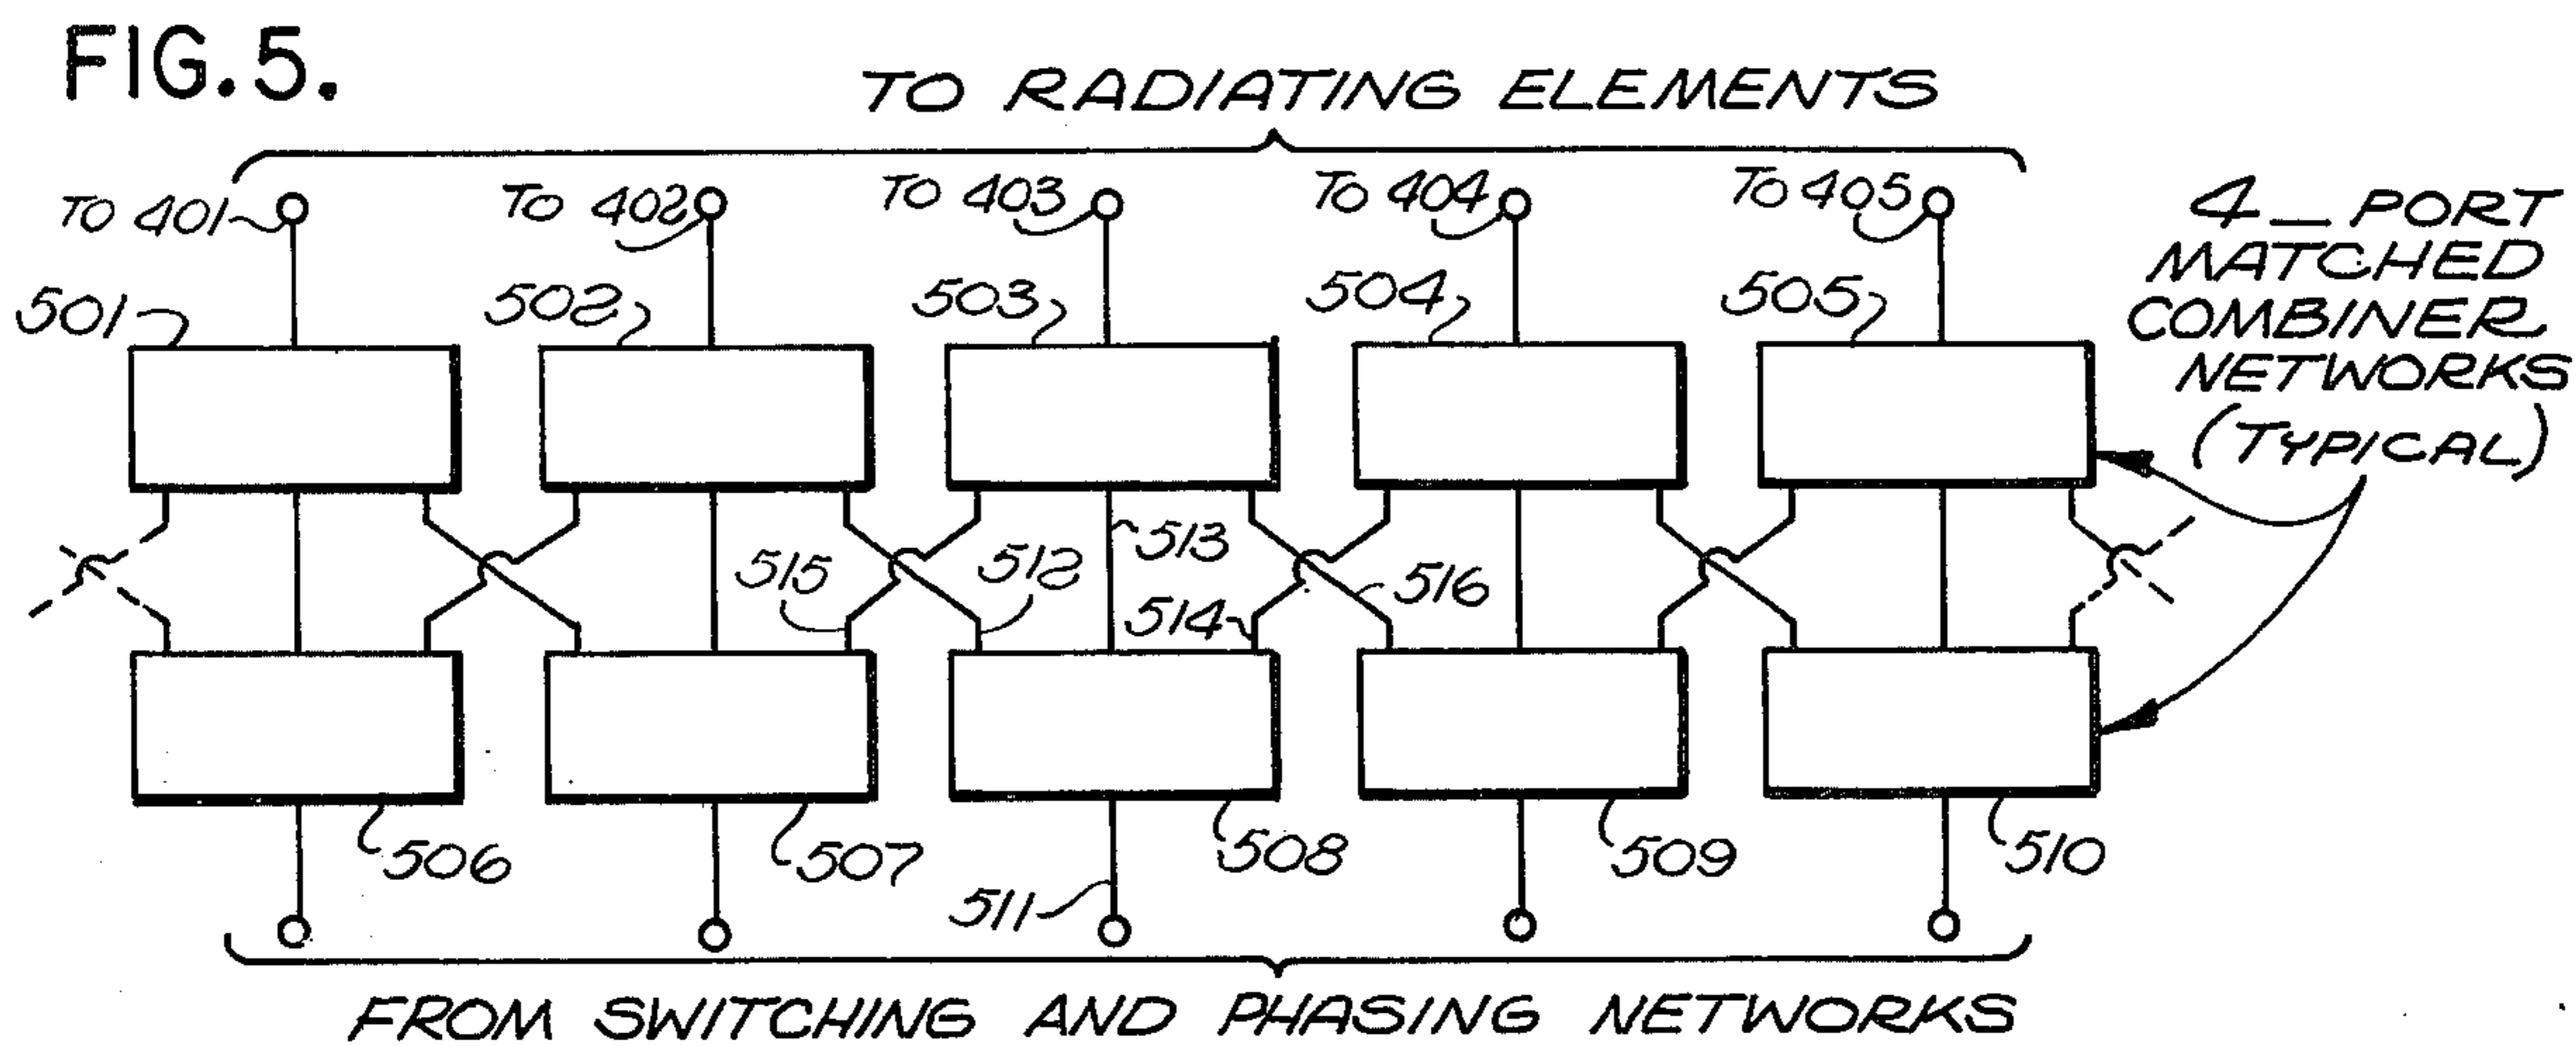 FIG. 5.
TO RADIATING ELEMENTS
TO 401
TO 402
TO 403
TO 404
TO 405
4 — PORT
MATCHED
COMBINER
NETWORKS
(TYPICAL)
501
502
503
504
505
515
512
513
514
516
506
507
508
509
510
511
FROM SWITCHING AND PHASING NETWORKS